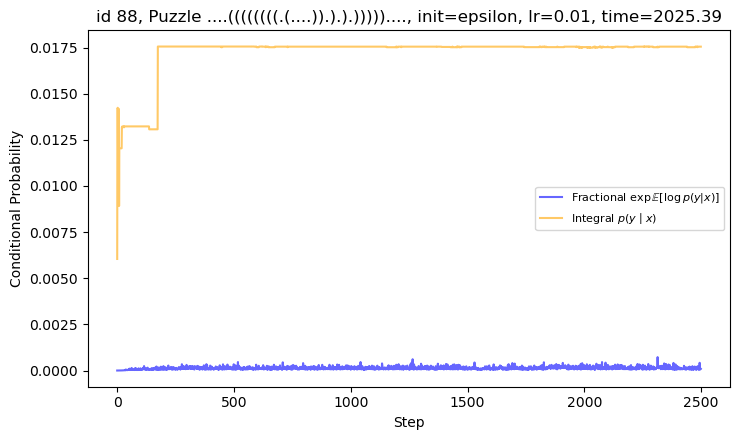 id 88, Puzzle ....((((((((.(....)).).).)))))...., init=epsilon, lr=0.01, time=2025.39
0.0175
0.0150
0.0125
0.0100
0.0075
0.0050
0.0025
0.0000
Conditional Probability
Fractional exp𝔼[log p(y|x)]
Integral p(y | x)
0
500
1000
1500
2000
2500
Step